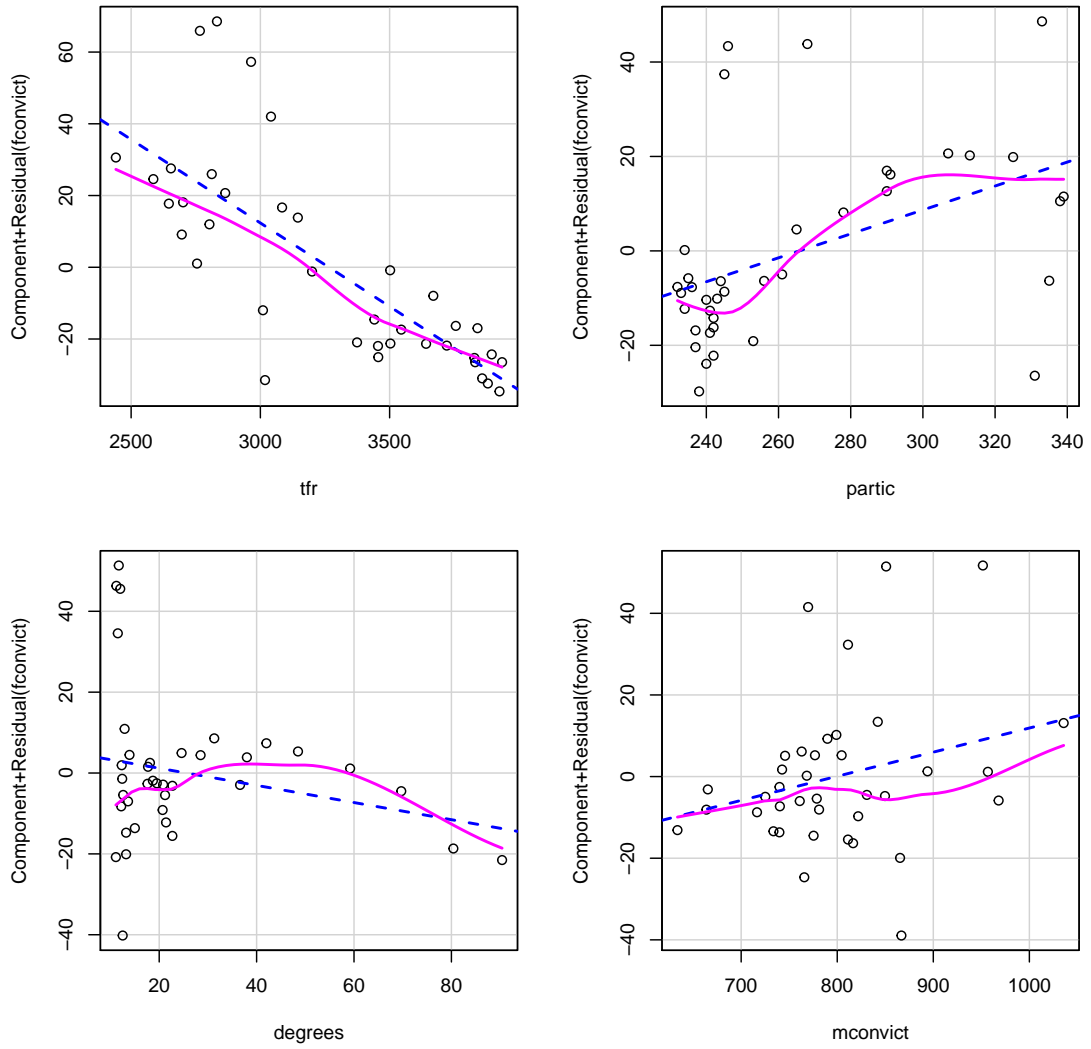 Component+Residual(fconvict)
60
40
20
0
−20
2500 3000 3500
tfr
Component+Residual(fconvict)
40
20
0
−20
240 260 280 300 320 340
partic
Component+Residual(fconvict)
40
20
0
−20
−40
20 40 60 80
degrees
Component+Residual(fconvict)
40
20
0
−20
−40
700 800 900 1000
mconvict